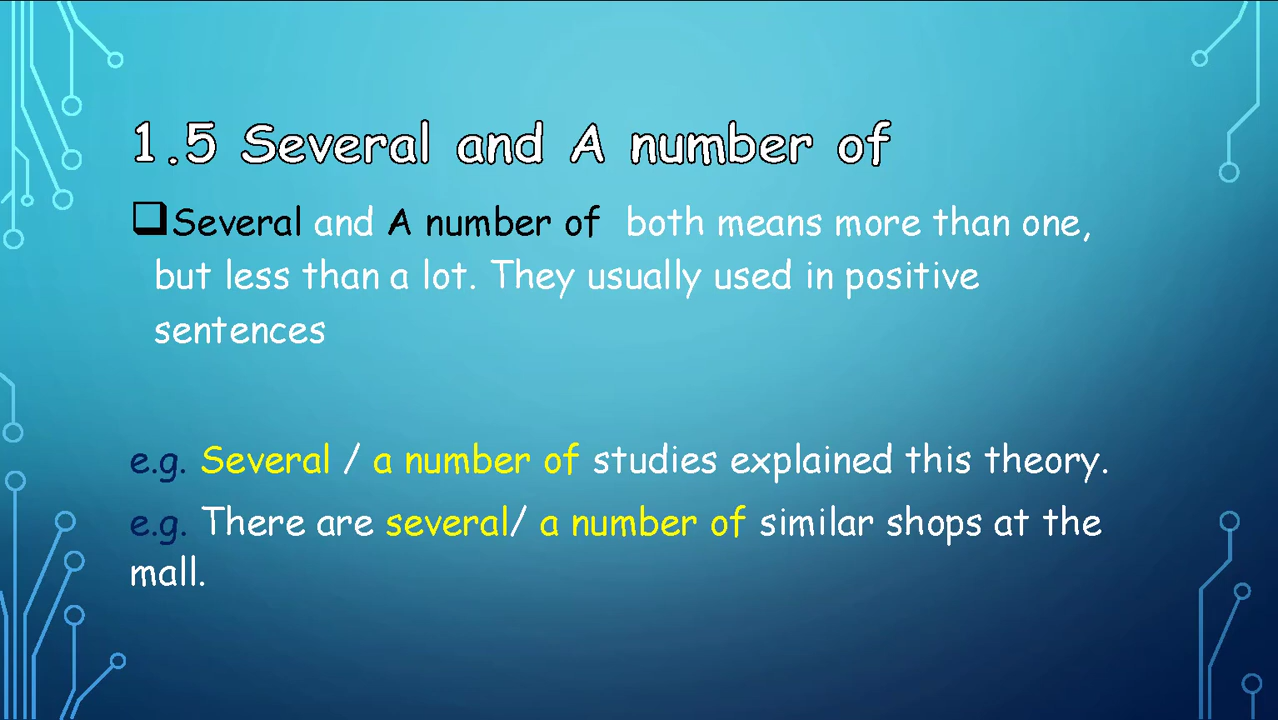 1.5 Several and A number of
❑Several and A number of both means more than one,
but less than a lot. They usually used in positive
sentences
e.g. Several / a number of studies explained this theory.
e.g. There are several/ a number of similar shops at the
mall.